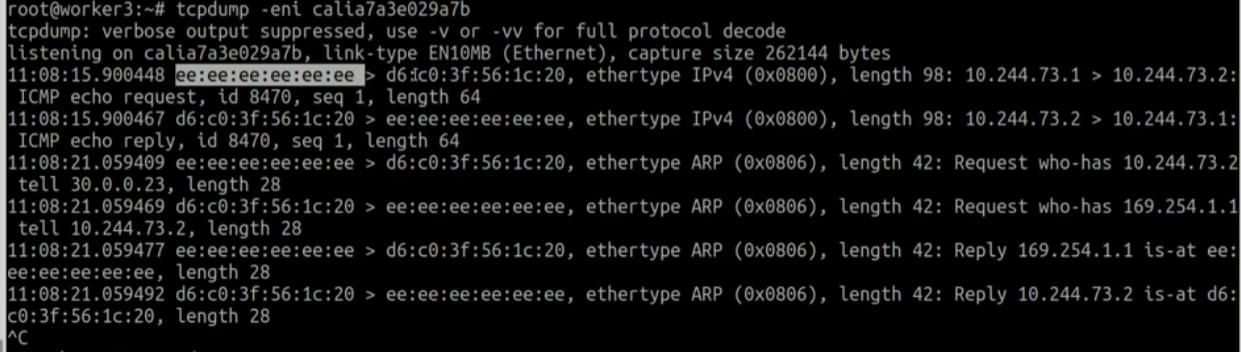 root@worker3:~# tcpdump -eni calia7a3e029a7b
tcpdump: verbose output suppressed, use -v or -vv for full protocol decode
listening on calia7a3e029a7b, link-type EN10MB (Ethernet), capture size 262144 bytes
11:08:15.900448 ee:ee:ee:ee:ee:ee > d6:c0:3f:56:1c:20, ethertype IPv4 (0x0800), length 98: 10.244.73.1 > 10.244.73.2:
 ICMP echo request, id 8470, seq 1, length 64
11:08:15.900467 d6:c0:3f:56:1c:20 > ee:ee:ee:ee:ee:ee, ethertype IPv4 (0x0800), length 98: 10.244.73.2 > 10.244.73.1:
 ICMP echo reply, id 8470, seq 1, length 64
11:08:21.059409 ee:ee:ee:ee:ee:ee > d6:c0:3f:56:1c:20, ethertype ARP (0x0806), length 42: Request who-has 10.244.73.2
 tell 30.0.0.23, length 28
11:08:21.059469 d6:c0:3f:56:1c:20 > ee:ee:ee:ee:ee:ee, ethertype ARP (0x0806), length 42: Request who-has 169.254.1.1
 tell 10.244.73.2, length 28
11:08:21.059477 ee:ee:ee:ee:ee:ee > d6:c0:3f:56:1c:20, ethertype ARP (0x0806), length 42: Reply 169.254.1.1 is-at ee:
ee:ee:ee:ee:ee, length 28
11:08:21.059492 d6:c0:3f:56:1c:20 > ee:ee:ee:ee:ee:ee, ethertype ARP (0x0806), length 42: Reply 10.244.73.2 is-at d6:
c0:3f:56:1c:20, length 28
^C